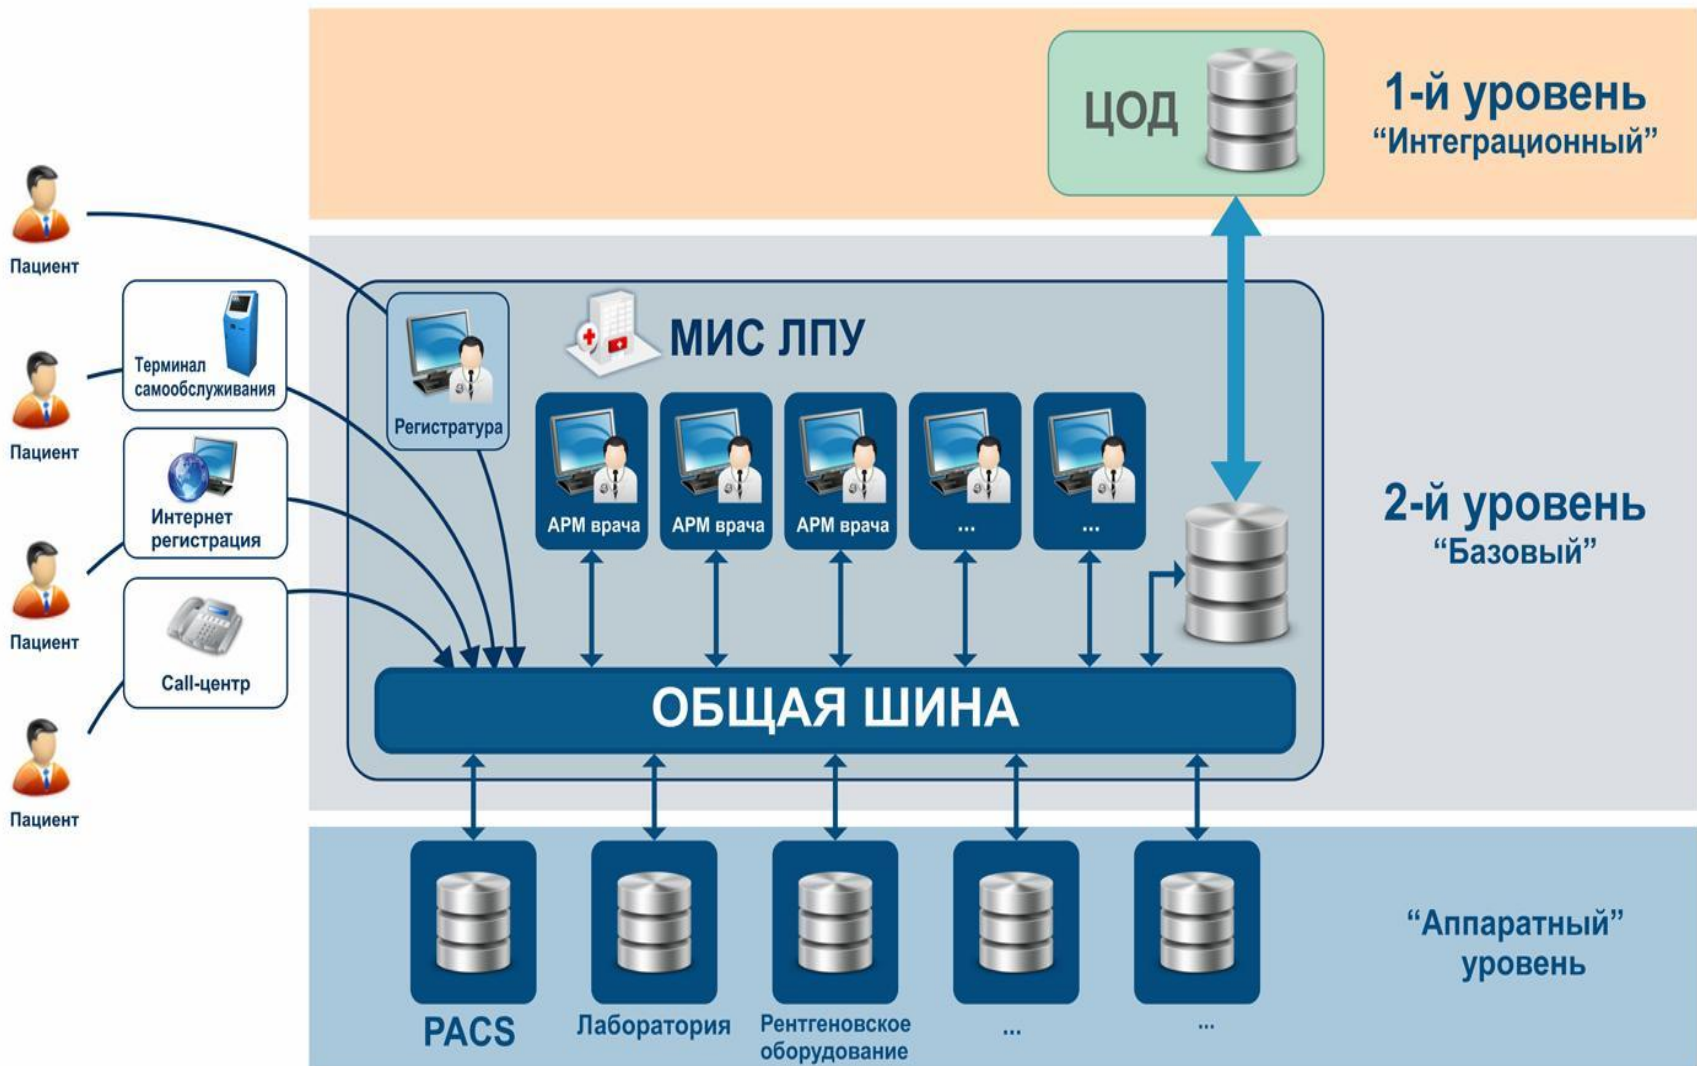 ЦОД
1-й уровень
“Интеграционный”
Пациент
Терминал
самообслуживания
Пациент
Интернет
регистрация
Пациент
Call-центр
Пациент
Регистратура
МИС ЛПУ
АРМ врача
АРМ врача
АРМ врача
...
...
2-й уровень
“Базовый”
ОБЩАЯ ШИНА
PACS
Лаборатория
Рентгеновское
оборудование
...
...
“Аппаратный”
уровень